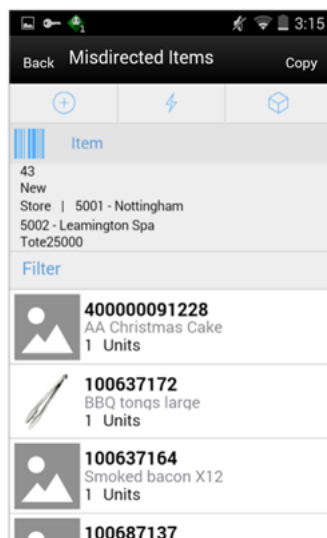 3:15
Back Misdirected Items Copy
Item
43
New
Store | 5001 - Nottingham
5002 - Leamington Spa
Tote25000
Filter
400000091228
AA Christmas Cake
1 Units
100637172
BBQ tongs large
1 Units
100637164
Smoked bacon X12
1 Units
100687137